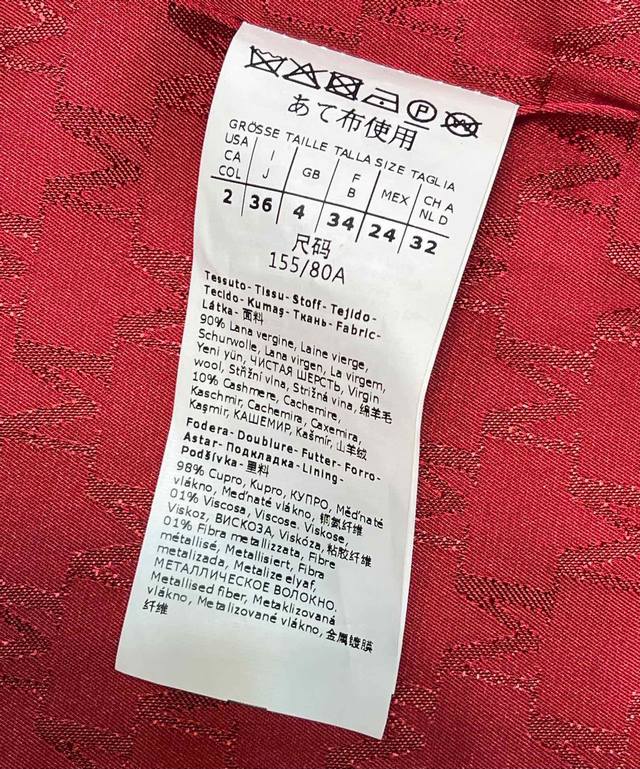 P
あて布使用
GRÖSSE TAILLE TALLA SIZE TAGLIA
USA CA COL I J GB F B MEX CH A NL D
2 36 4 34 24 32
尺码
155/80A
Tessuto-Tissu-Stoff-Tejido-
Tecido-Kumaş-Ткань-Fabric-
Látka-面料
90% Lana vergine, Laine vierge,
Schurwolle, Lana virgen, La virgem,
Yeni yün, ЧИСТАЯ ШЕРСТЬ, Virgin
wool, Střižní vlna, Strižná vina, 绵羊毛
10% Cashmere, Cachemire,
Kaschmir, Cachemira, Caxemira,
Kaşmir, КАШЕМИР, Kašmír, 山羊绒
Fodera-Doublure-Futter-Forro-
Astar-Подкладка-Lining-
Podšívka-里料
98% Cupro, Kupro, КУПРО, Měďnaté
vlákno, Meďnaté vlákno, 铜氨纤维
01% Viscosa, Viscose, Viskose,
Viskoz, ВИСКОЗА, Viskóza, 粘胶纤维
01% Fibra metallizzata, Fibre
métallisé, Metallisiert, Fibra
metalizada, Metalize elyaf,
МЕТАЛЛИЧЕСКОЕ ВОЛОКНО,
Metallised fiber, Metaklizovaná
vlákno, Metalizované vlákno, 金属镀膜
纤维